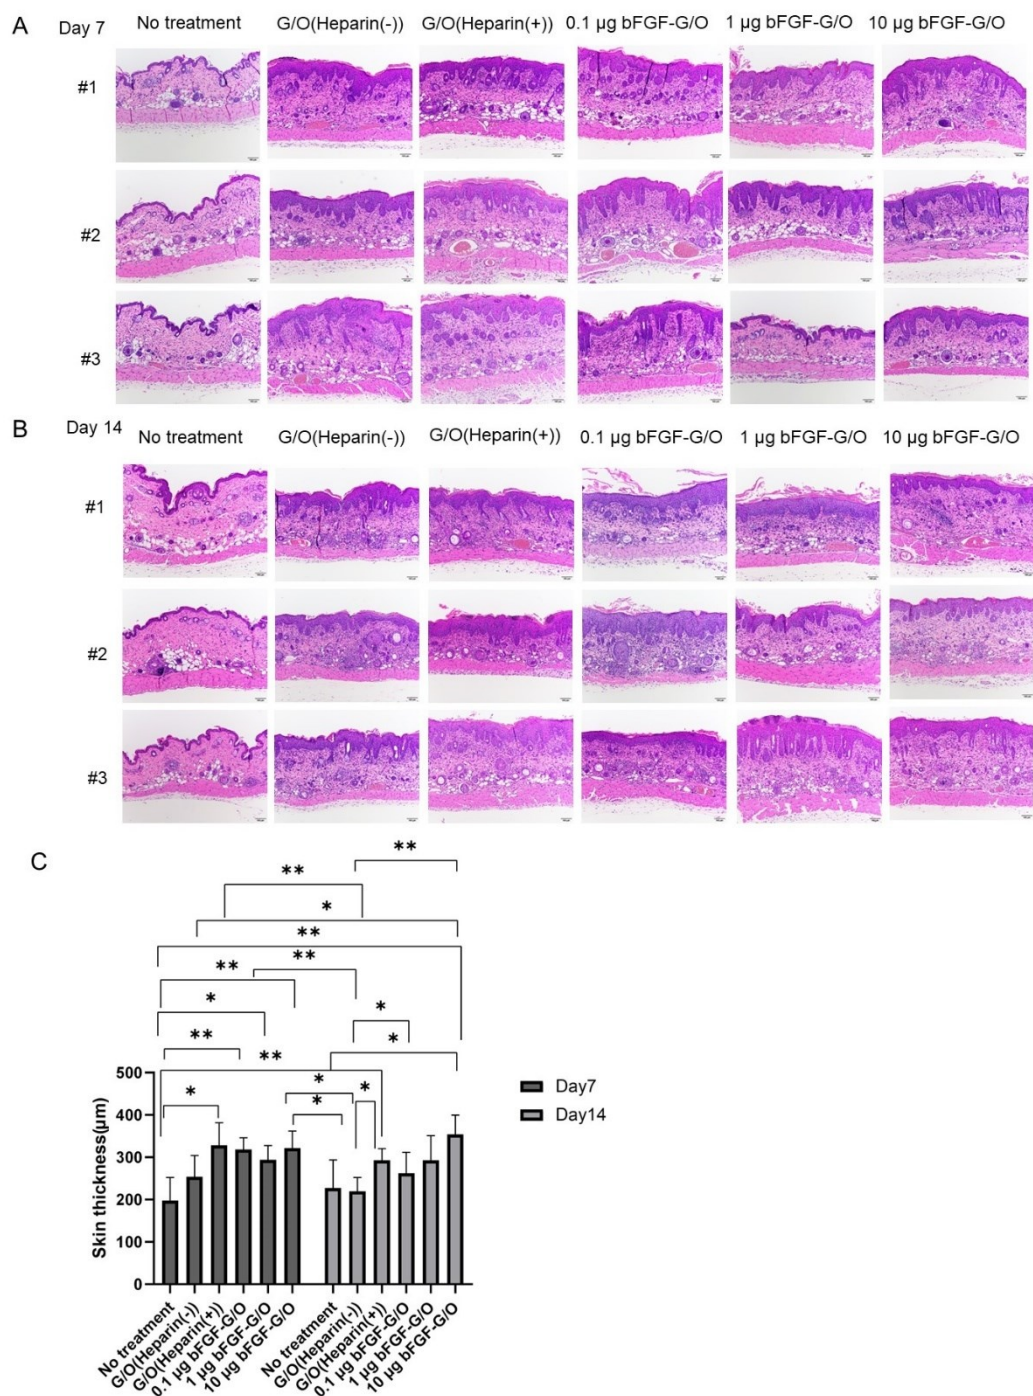 A
Day 7
No treatment
G/O(Heparin(-))
G/O(Heparin(+))
0.1 µg bFGF-G/O
1 µg bFGF-G/O
10 µg bFGF-G/O
#1
#2
#3
B
Day 14
No treatment
G/O(Heparin(-))
G/O(Heparin(+))
0.1 µg bFGF-G/O
1 µg bFGF-G/O
10 µg bFGF-G/O
#1
#2
#3
C
**
**
*
**
**
**
*
*
**
*
**
*
*
*
*
500
400
300
200
100
0
Skin thickness(µm)
Day7
Day14
No treatment
G/O(Heparin(-))
G/O(Heparin(+))
0.1 µg bFGF-G/O
1 µg bFGF-G/O
10 µg bFGF-G/O
No treatment
G/O(Heparin(-))
G/O(Heparin(+))
0.1 µg bFGF-G/O
1 µg bFGF-G/O
10 µg bFGF-G/O